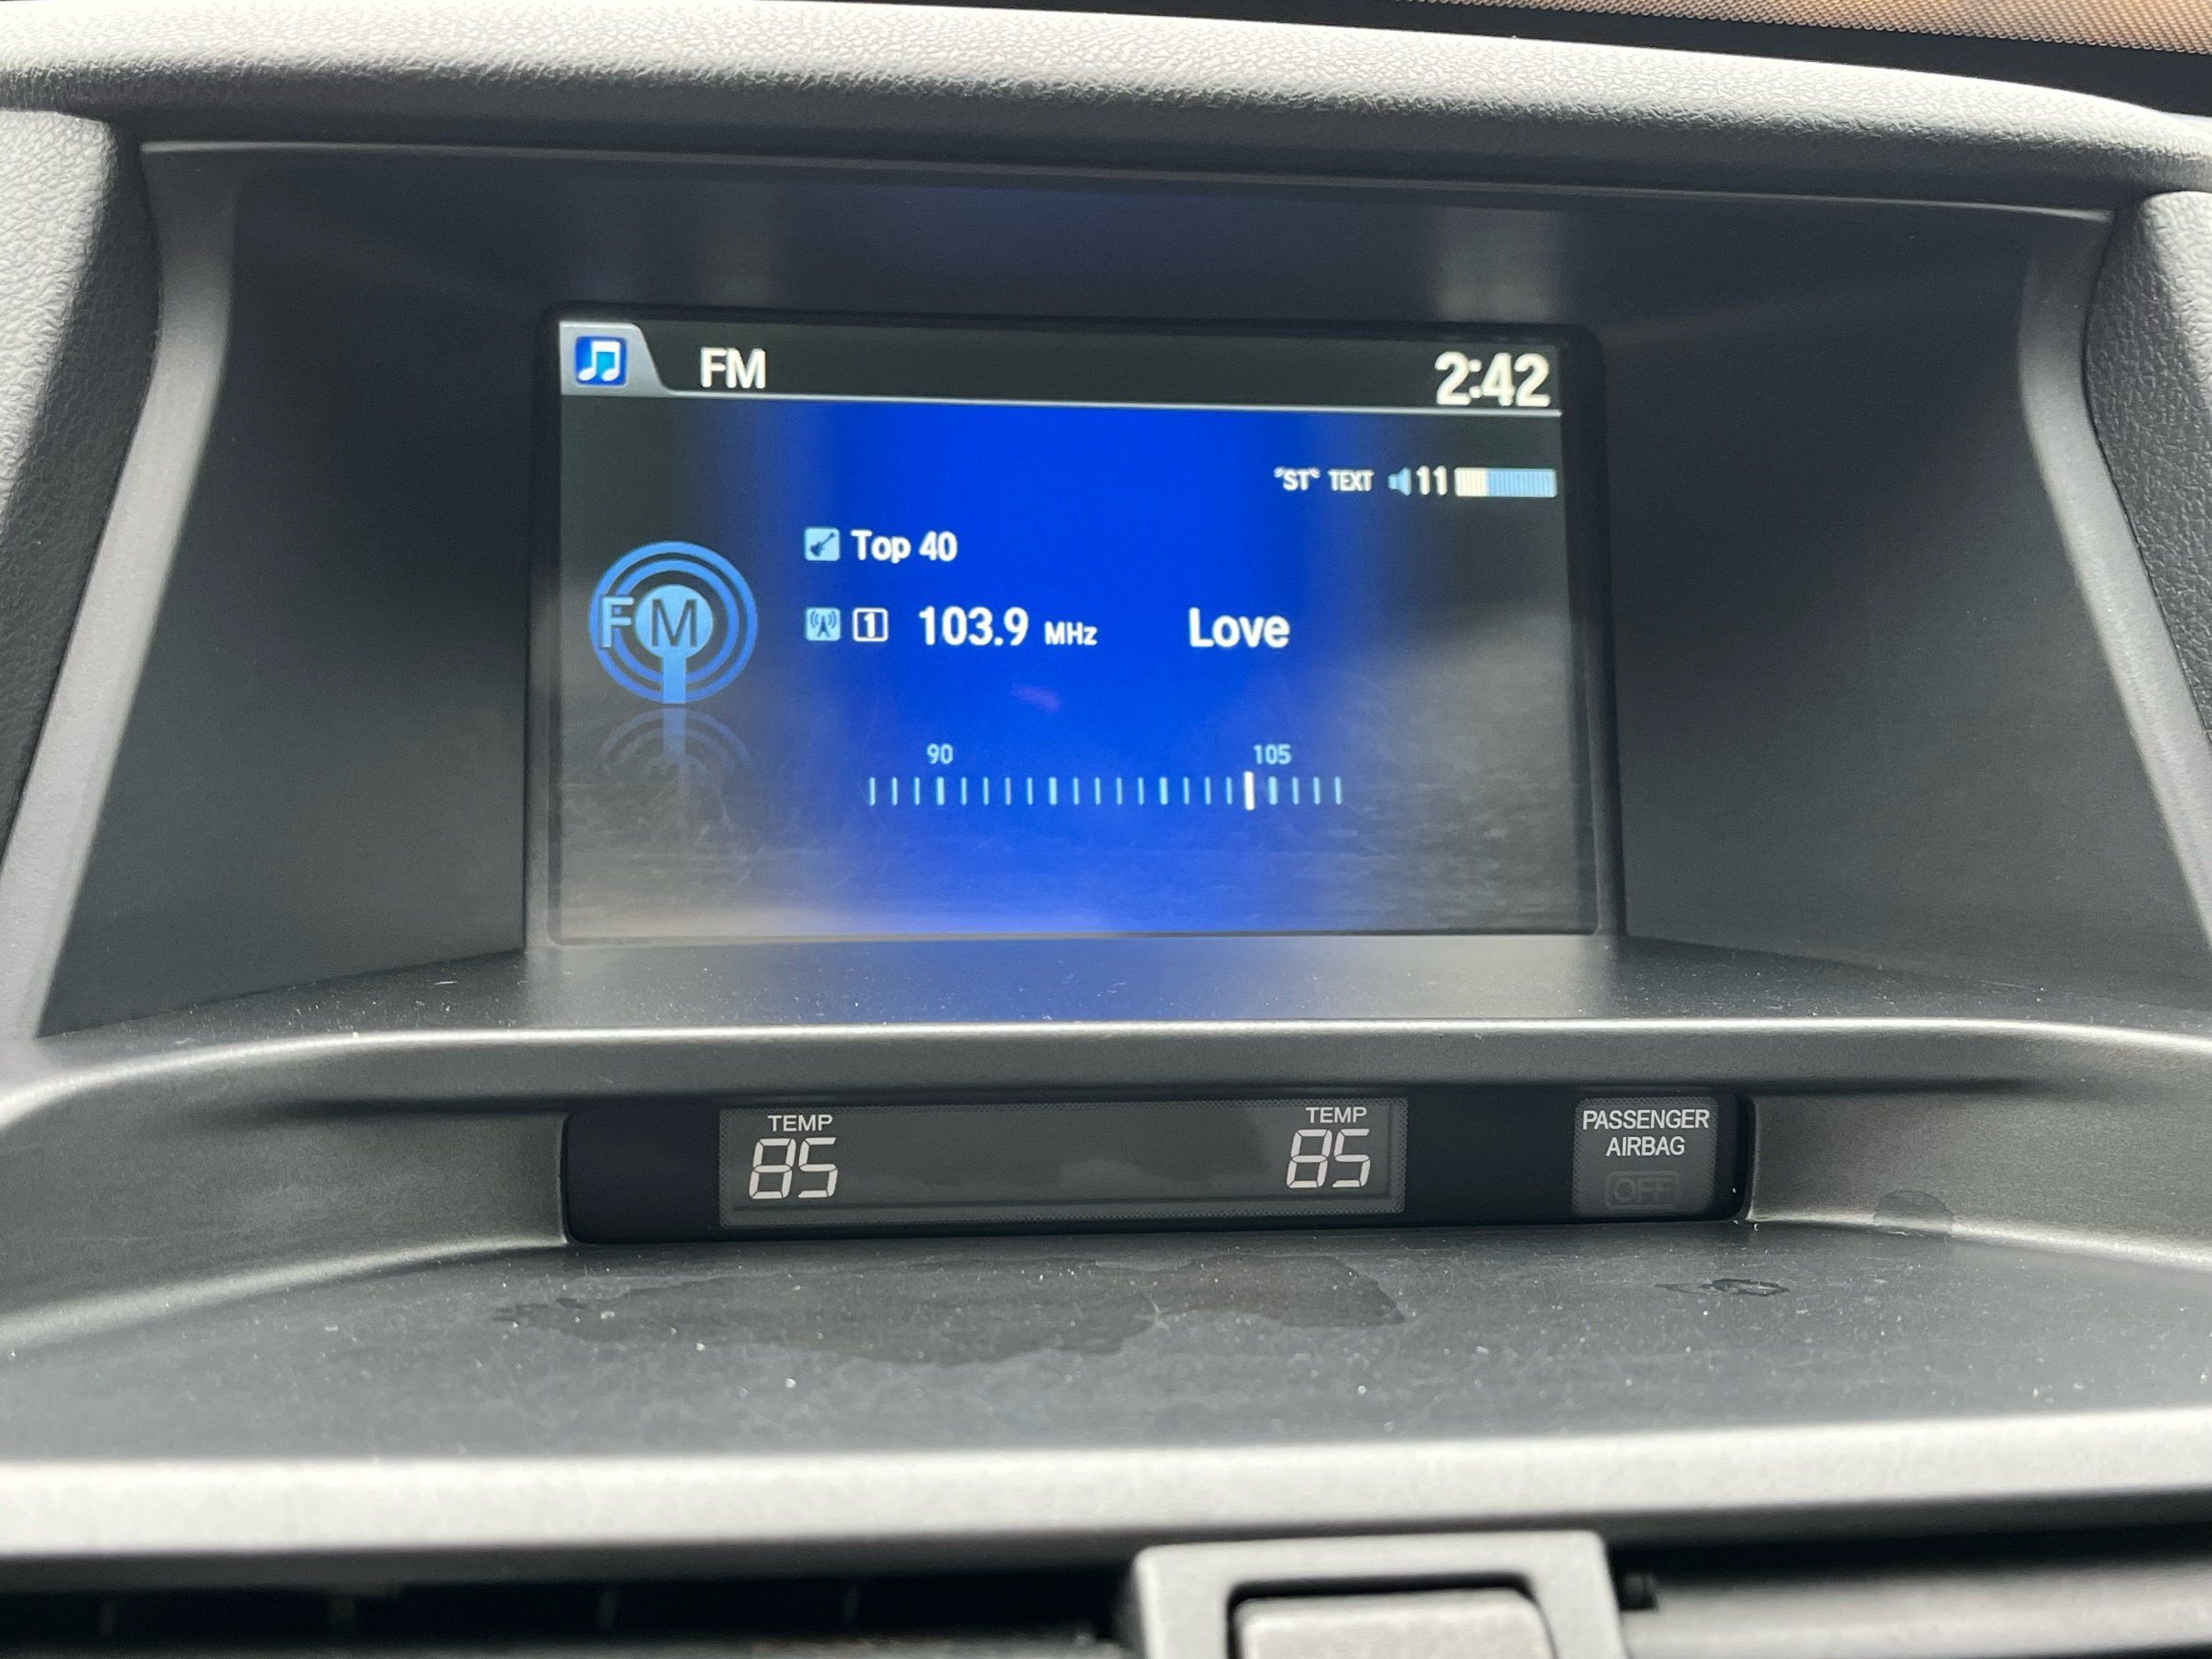 FM 2:42
"ST" TEXT 11
Top 40
FM 1 103.9 MHz Love
90 105
TEMP TEMP PASSENGER
85 85 AIRBAG
OFF